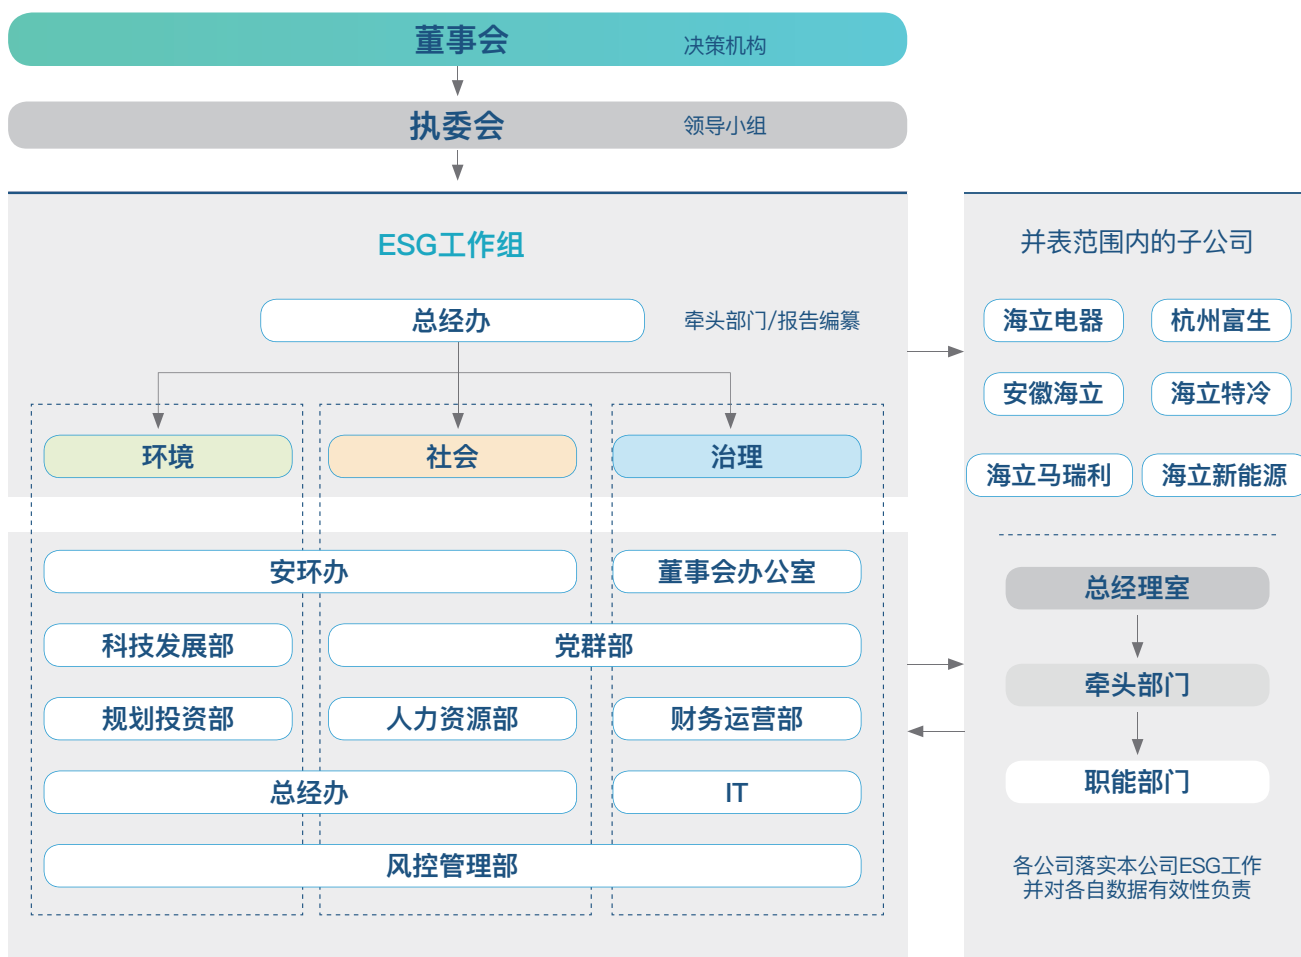 董事会
决策机构
执委会
领导小组
ESG工作组
总经办
牵头部门/报告编纂
环境
社会
治理
安环办
董事会办公室
科技发展部
党群部
规划投资部
人力资源部
财务运营部
总经办
IT
风控管理部
并表范围内的子公司
海立电器
杭州富生
安徽海立
海立特冷
海立马瑞利
海立新能源
总经理室
牵头部门
职能部门
各公司落实本公司ESG工作
并对各自数据有效性负责